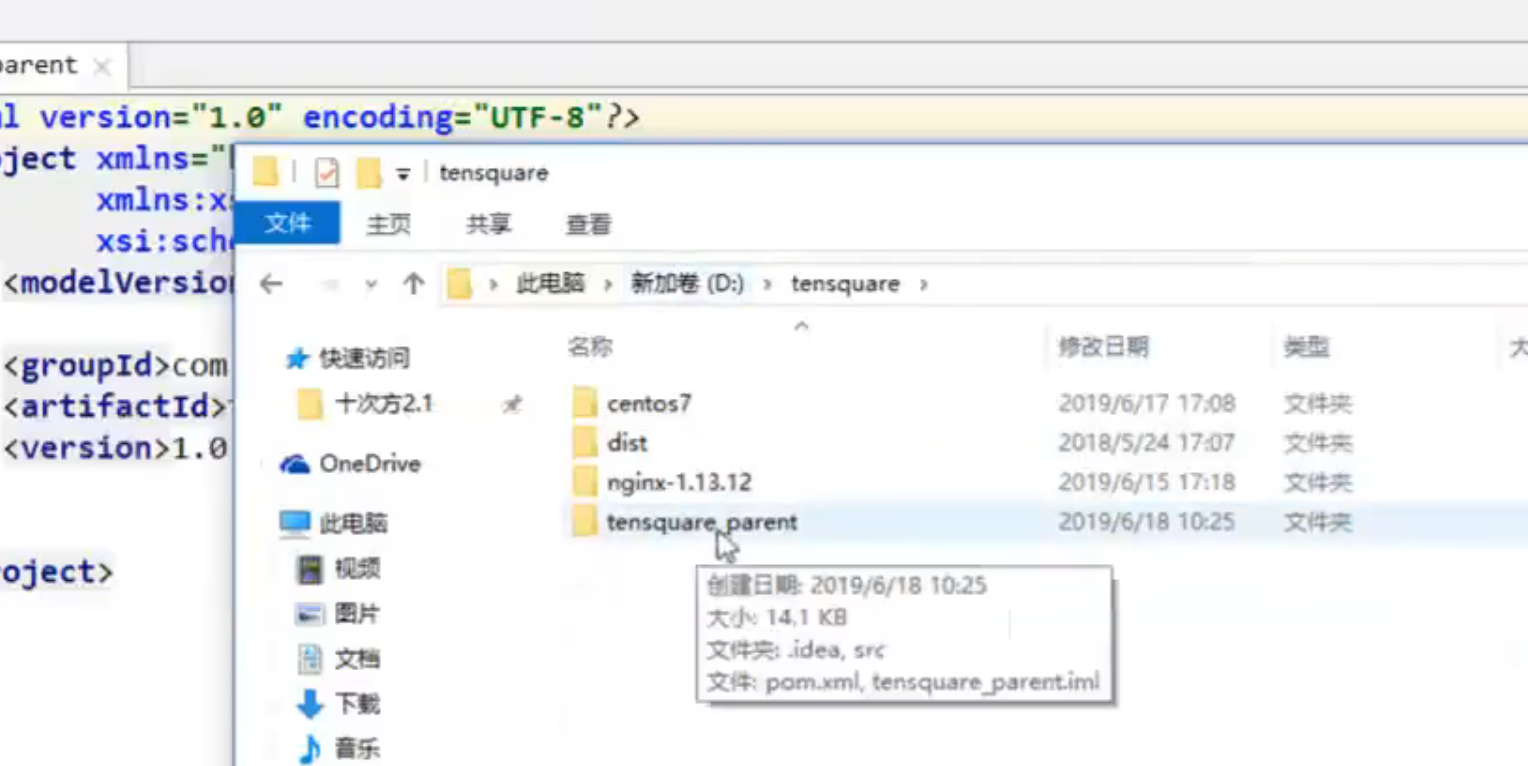 parent
l version="1.0" encoding="UTF-8"?>
ject xmlns="
xmlns:x
xsi:sch
<modelVersio
<groupId>com
<artifactId>
<version>1.0
oject>
tensquare
文件 主页 共享 查看
此电脑 > 新加卷 (D:) > tensquare >
名称 修改日期 类型 大
快速访问
十次方2.1
OneDrive
此电脑
视频
图片
文档
下载
音乐
centos7 2019/6/17 17:08 文件夹
dist 2018/5/24 17:07 文件夹
nginx-1.13.12 2019/6/15 17:18 文件夹
tensquare_parent 2019/6/18 10:25 文件夹
创建日期: 2019/6/18 10:25
大小: 14.1 KB
文件夹: .idea, src
文件: pom.xml, tensquare_parent.iml